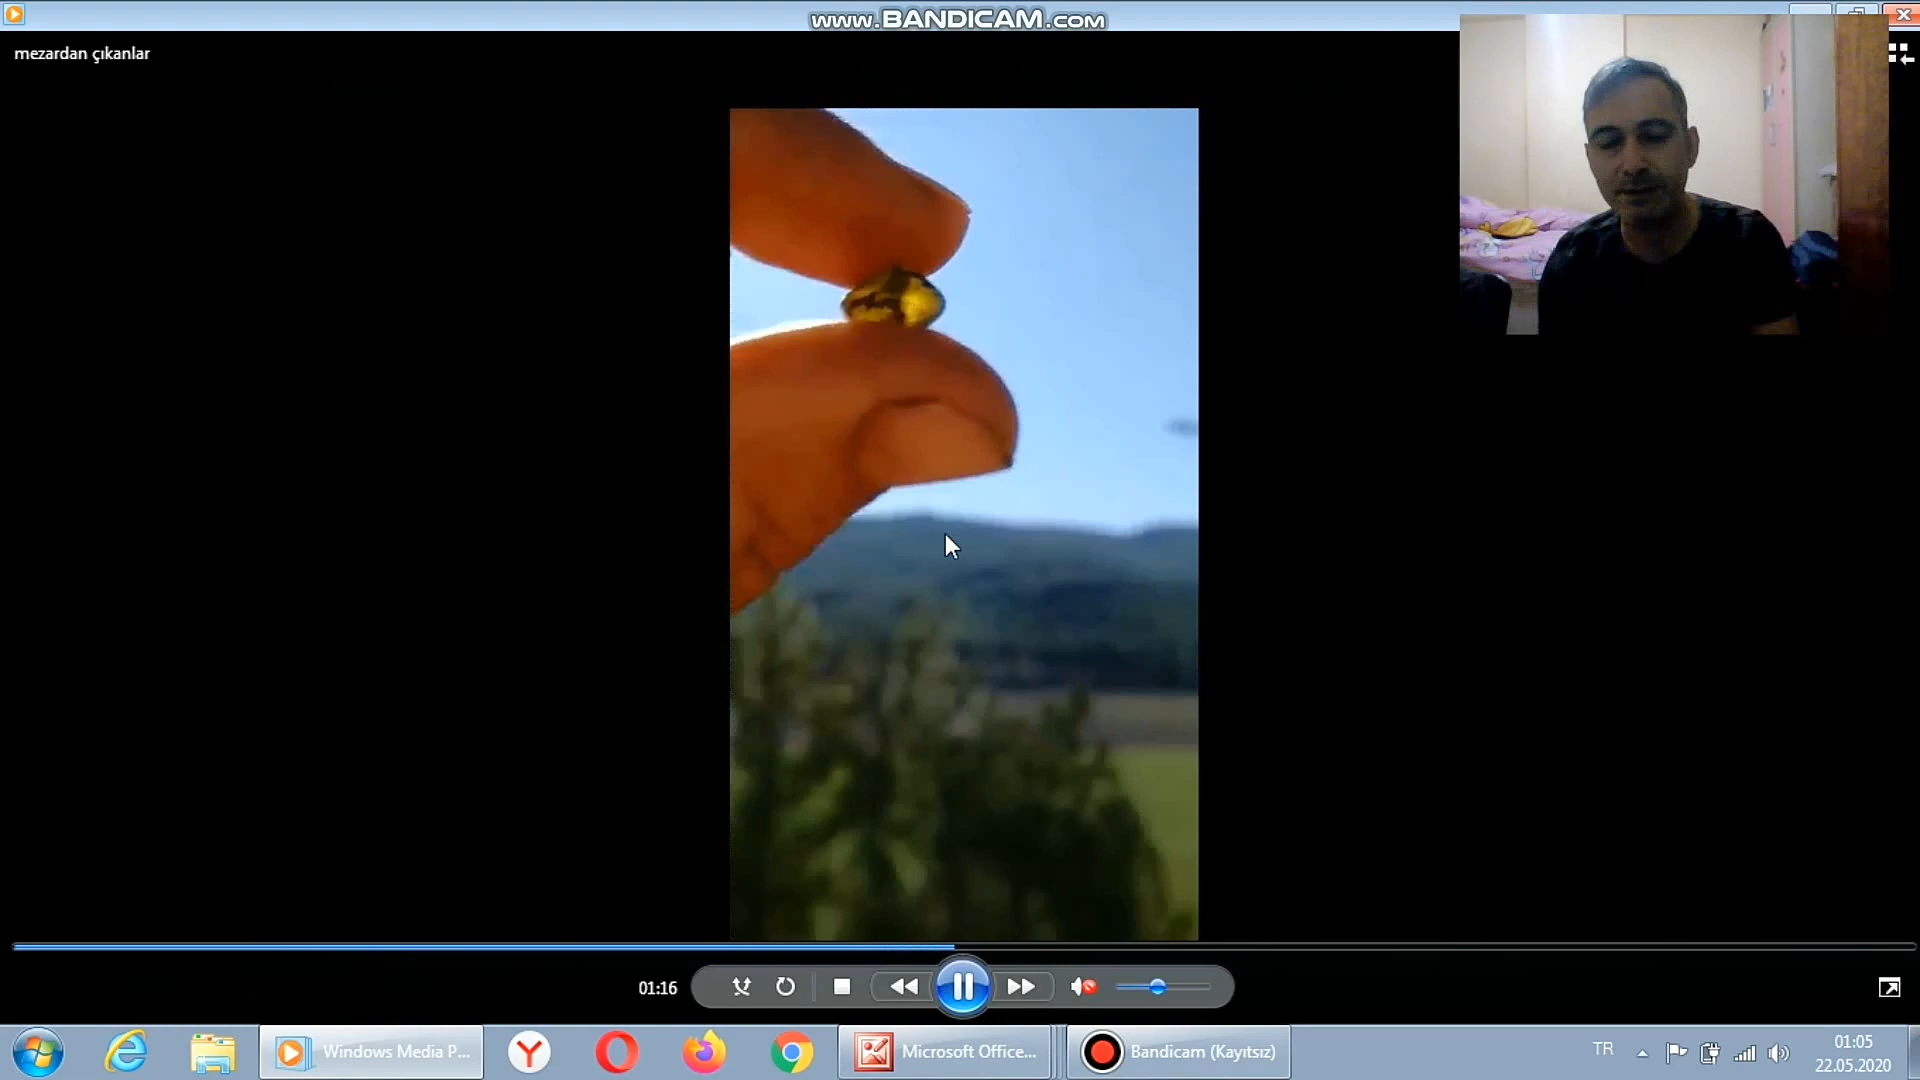 www.BANDICAM.com
mezardan çıkanlar
01:16
Windows Media P...
Microsoft Office...
Bandicam (Kayıtsız)
TR
01:05
22.05.2020